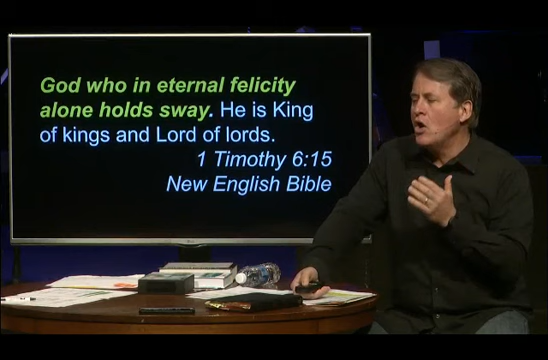 God who in eternal felicity
alone holds sway. He is King
of kings and Lord of lords.
1 Timothy 6:15
New English Bible